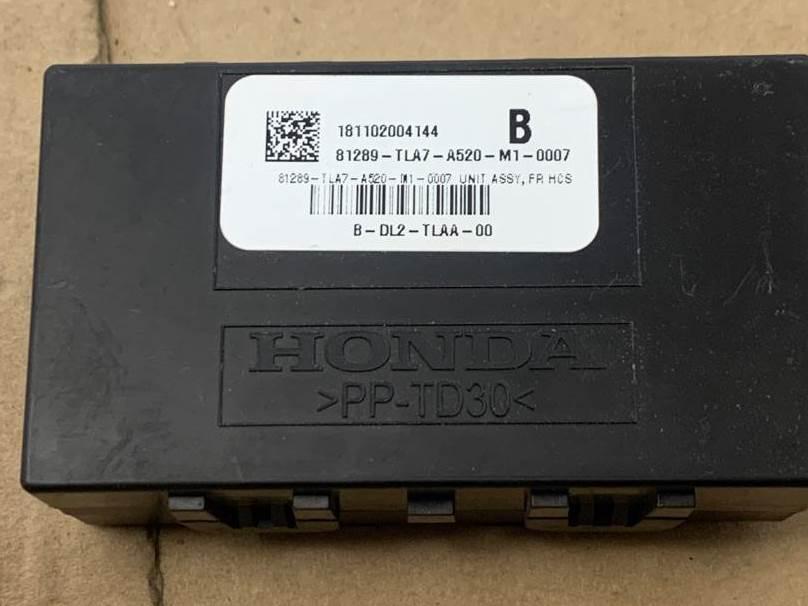 181102004144 B
81289-TLA7-A520-M1-0007
81289-TLA7-A520-M1-0007 UNIT ASSY, FR HCS
B-DL2-TLAA-00
HONDA
>PP-TD30<